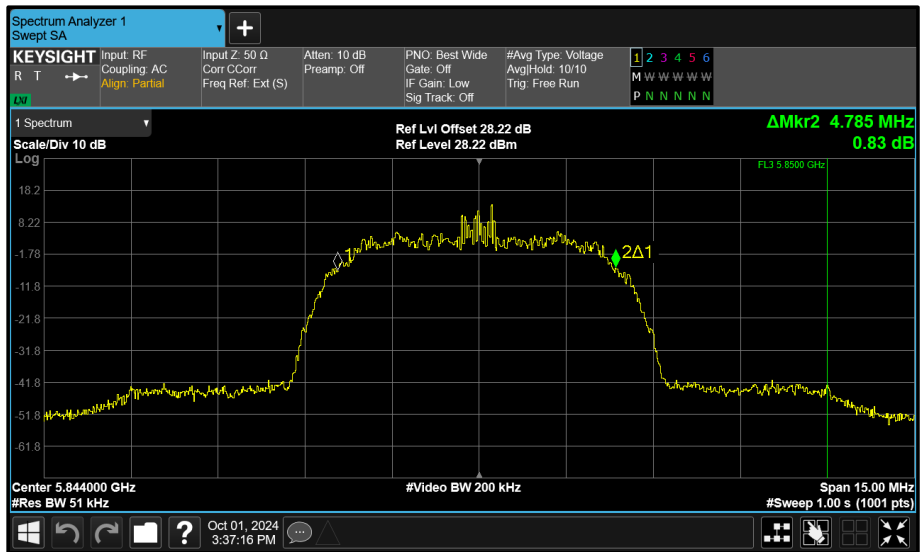 Spectrum Analyzer 1
Swept SA
KEYSIGHT
R T
LXI
Input: RF
Coupling: AC
Align: Partial
Input Z: 50 Ω
Corr CCorr
Freq Ref: Ext (S)
Atten: 10 dB
Preamp: Off
PNO: Best Wide
Gate: Off
IF Gain: Low
Sig Track: Off
#Avg Type: Voltage
Avg|Hold: 10/10
Trig: Free Run
1 2 3 4 5 6
M W W W W W
P N N N N N
1 Spectrum
Scale/Div 10 dB
Ref Lvl Offset 28.22 dB
Ref Level 28.22 dBm
ΔMkr2 4.785 MHz
0.83 dB
Log
FL3 5.8500 GHz
18.2
8.22
-1.78
-11.8
-21.8
-31.8
-41.8
-51.8
-61.8
1
2Δ1
Center 5.844000 GHz
#Res BW 51 kHz
#Video BW 200 kHz
Span 15.00 MHz
#Sweep 1.00 s (1001 pts)
?
Oct 01, 2024
3:37:16 PM